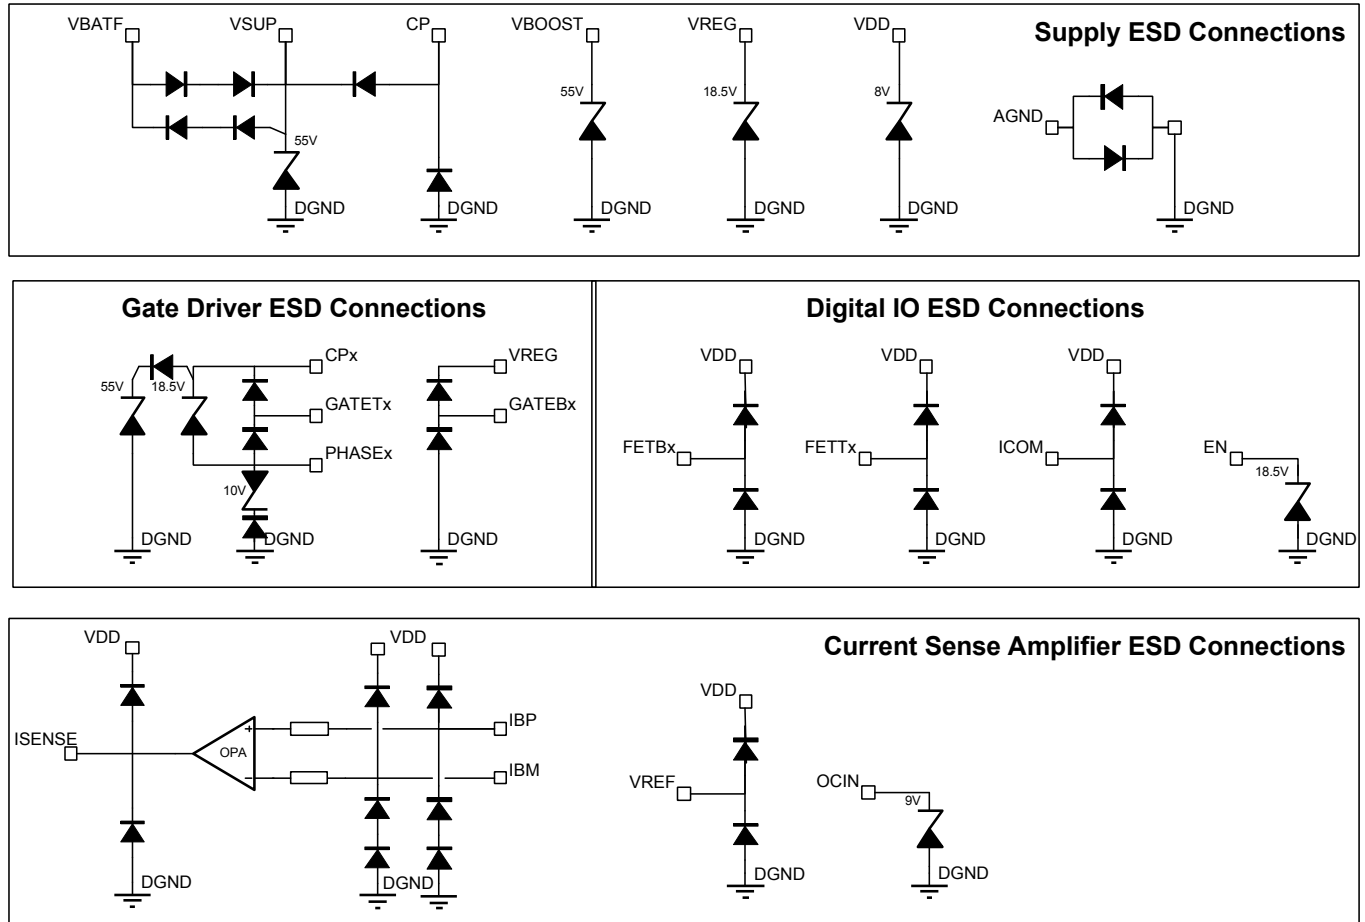 Supply ESD Connections
VBATF VSUP CP VBOOST VREG VDD
55V 18.5V 8V
AGND
55V
DGND DGND DGND DGND DGND DGND
Gate Driver ESD Connections
CPx VREG
55V 18.5V
GATETx GATEBx
PHASEx
10V
DGND DGND DGND
Digital IO ESD Connections
VDD VDD VDD
FETBx FETTx ICOM EN
18.5V
DGND DGND DGND DGND
Current Sense Amplifier ESD Connections
VDD VDD
VDD
ISENSE OPA + - IBP
IBM
VREF OCIN
9V
DGND DGND DGND DGND